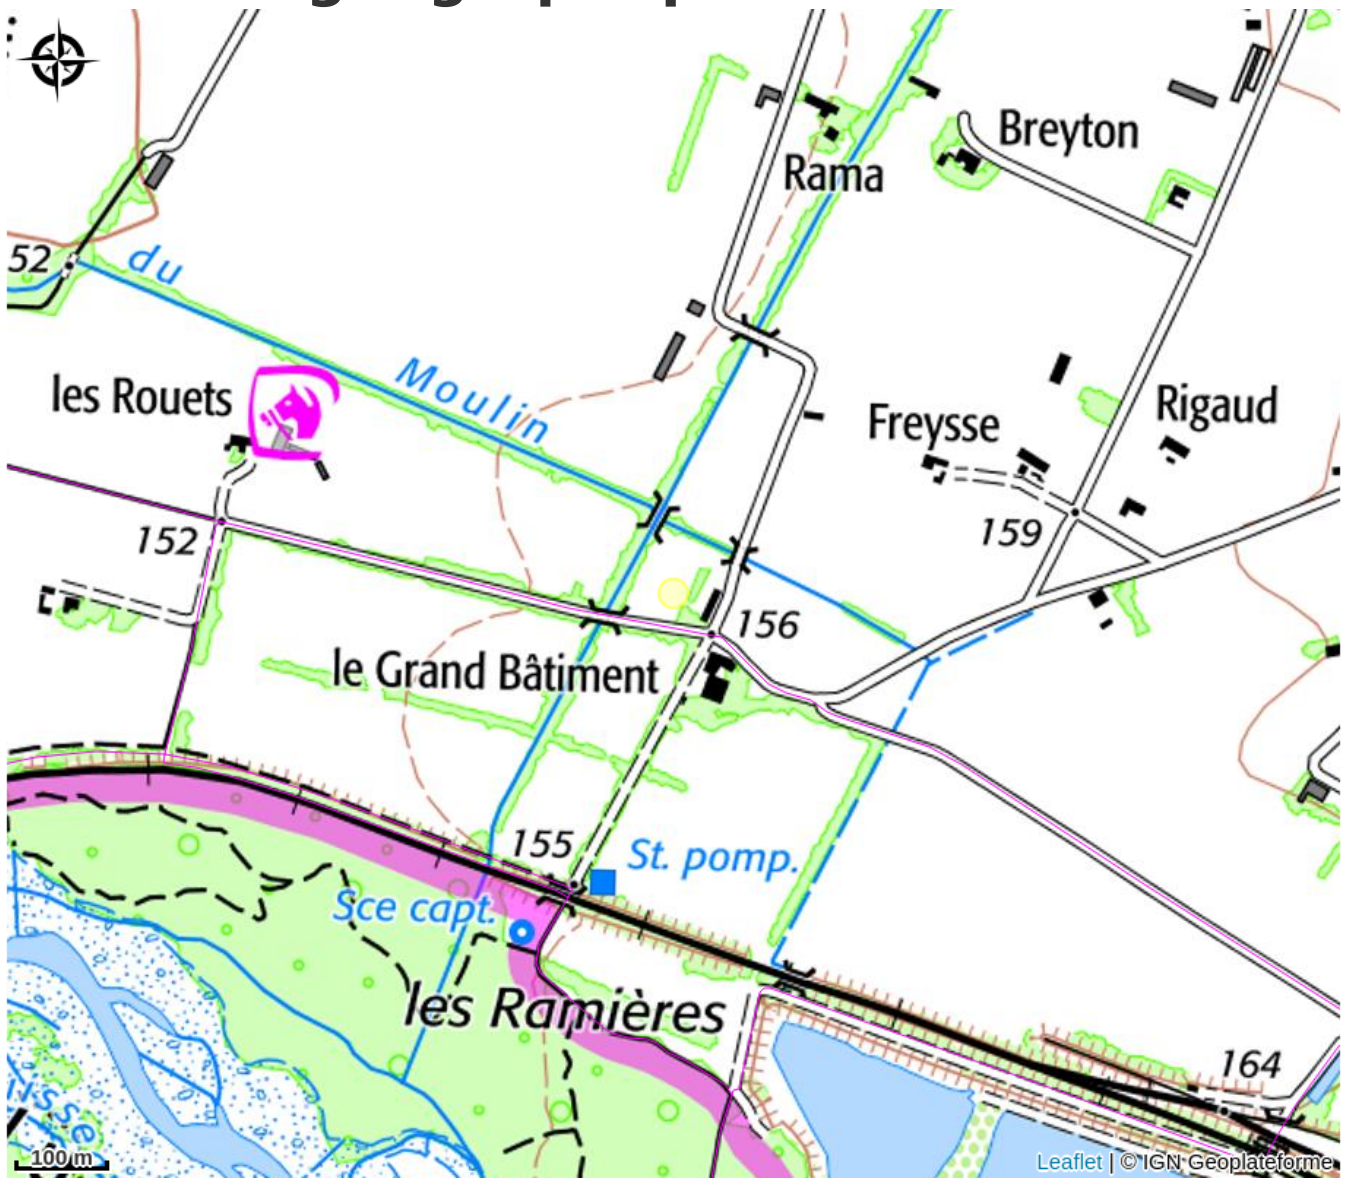 Breyton
Rama
52
du
Moulin
les Rouets
Freysse
Rigaud
152
159
156
le Grand Bâtiment
155
St. pomp.
Sce capt.
les Ramières
164
100 m
Leaflet | © IGN Geoplateforme